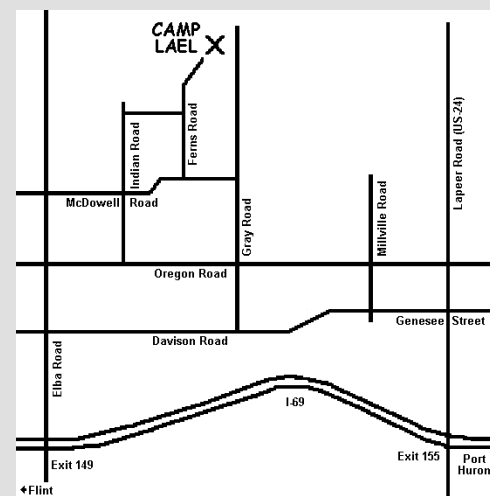 CAMP
LAEL
Indian Road
Ferns Road
Lapeer Road (US-24)
McDowell Road
Gray Road
Millville Road
Oregon Road
Genesee Street
Davison Road
Elba Road
I-69
Exit 149
Exit 155
Port
Huron
Flint